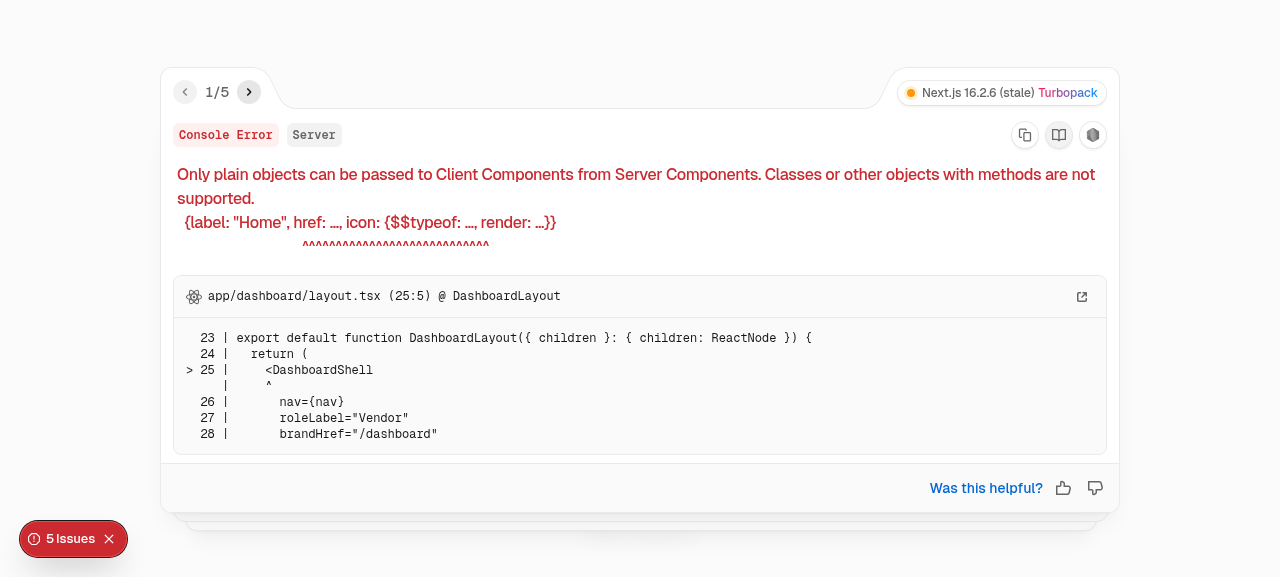 1/5
Next.js 16.2.6 (stale) Turbopack
Console Error Server
Only plain objects can be passed to Client Components from Server Components. Classes or other objects with methods are not
supported.
{label: "Home", href: ..., icon: {$$typeof: ..., render: ...}}
^^^^^^^^^^^^^^^^^^^^^^^^^^^^
app/dashboard/layout.tsx (25:5) @ DashboardLayout
23 | export default function DashboardLayout({ children }: { children: ReactNode }) {
24 |   return (
> 25 |     <DashboardShell
|     ^
26 |       nav={nav}
27 |       roleLabel="Vendor"
28 |       brandHref="/dashboard"
Was this helpful?
5 Issues